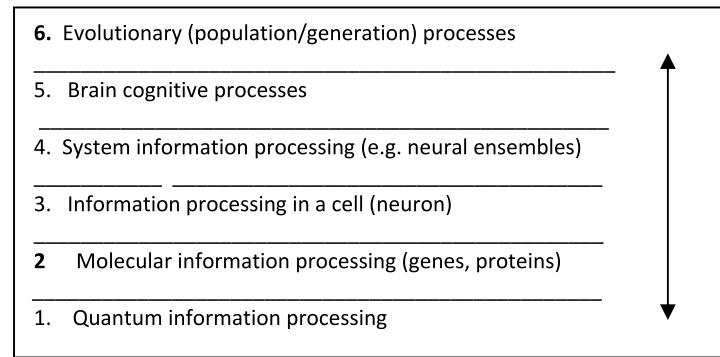 6. Evolutionary (population/generation) processes
5. Brain cognitive processes
4. System information processing (e.g. neural ensembles)
3. Information processing in a cell (neuron)
2 Molecular information processing (genes, proteins)
1. Quantum information processing